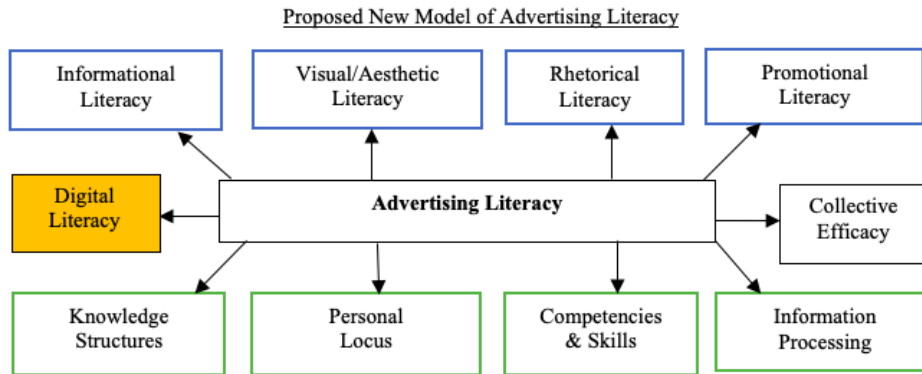 Proposed New Model of Advertising Literacy
Informational
Literacy
Visual/Aesthetic
Literacy
Rhetorical
Literacy
Promotional
Literacy
Digital
Literacy
Advertising Literacy
Collective
Efficacy
Knowledge
Structures
Personal
Locus
Competencies
& Skills
Information
Processing